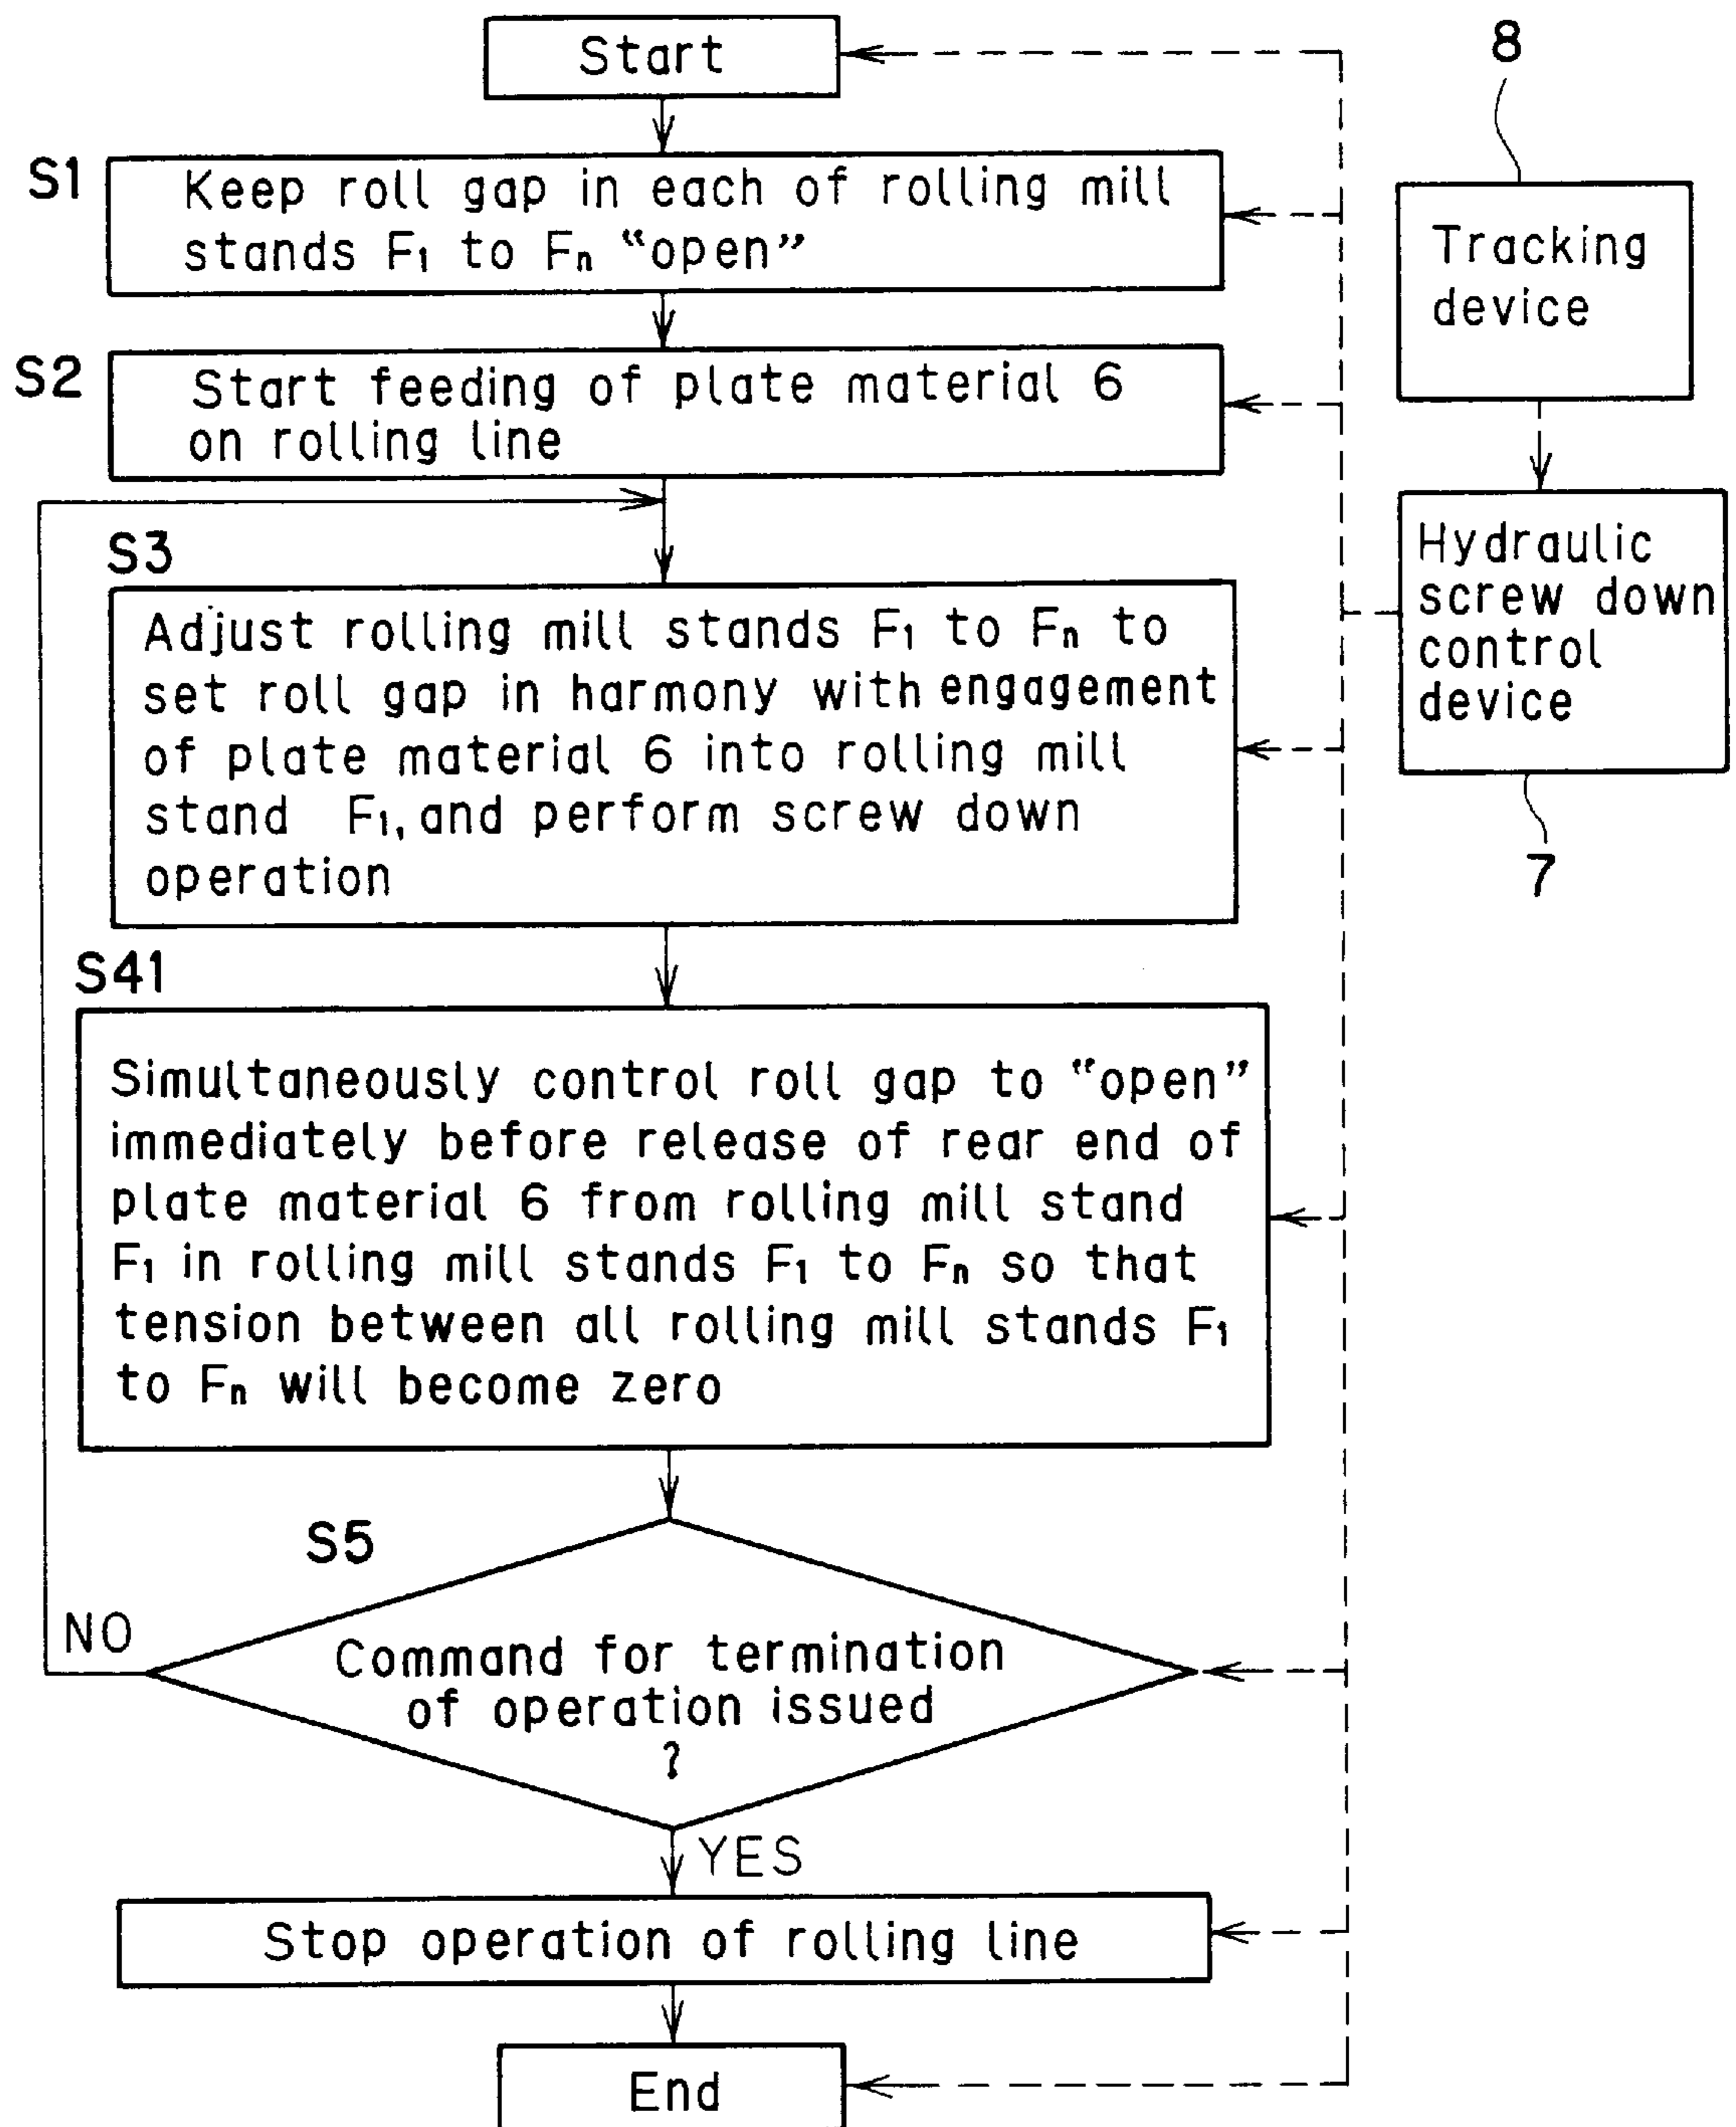 Start
S1
Keep roll gap in each of rolling mill
stands F1 to Fn “open”
S2
Start feeding of plate material 6
on rolling line
S3
Adjust rolling mill stands F1 to Fn to
set roll gap in harmony with engagement
of plate material 6 into rolling mill
stand F1, and perform screw down
operation
S41
Simultaneously control roll gap to “open”
immediately before release of rear end of
plate material 6 from rolling mill stand
F1 in rolling mill stands F1 to Fn so that
tension between all rolling mill stands F1
to Fn will become zero
S5
Command for termination
of operation issued
?
NO
YES
Stop operation of rolling line
End
8
Tracking
device
Hydraulic
screw down
control
device
7